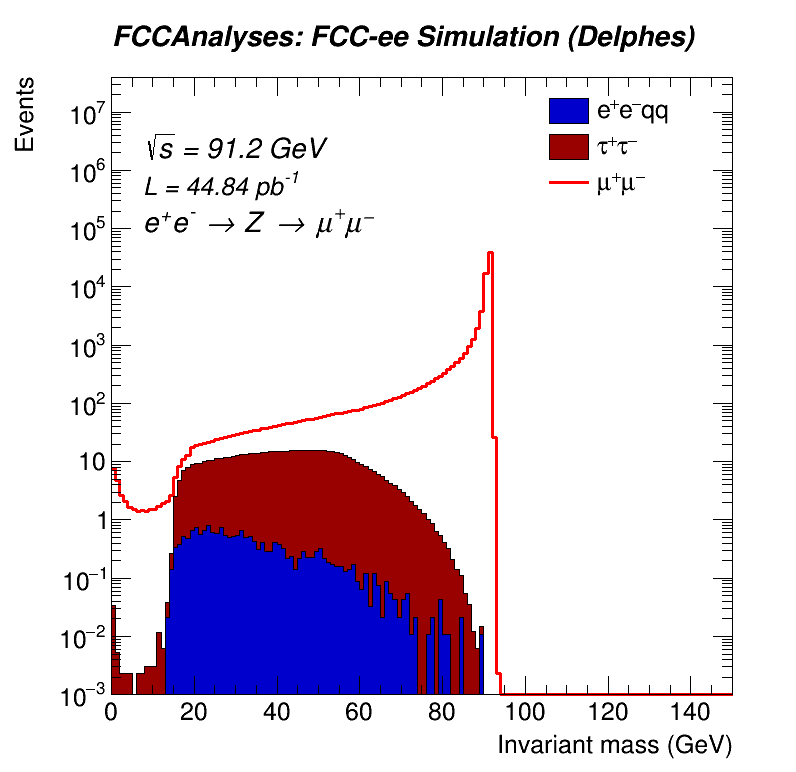 FCCAnalyses: FCC-ee Simulation (Delphes)
Events
10⁷
10⁶
10⁵
10⁴
10³
10²
10
1
10⁻¹
10⁻²
10⁻³
√s = 91.2 GeV
L = 44.84 pb⁻¹
e⁺e⁻ → Z → μ⁺μ⁻
e⁺e⁻qq
τ⁺τ⁻
μ⁺μ⁻
0 20 40 60 80 100 120 140
Invariant mass (GeV)